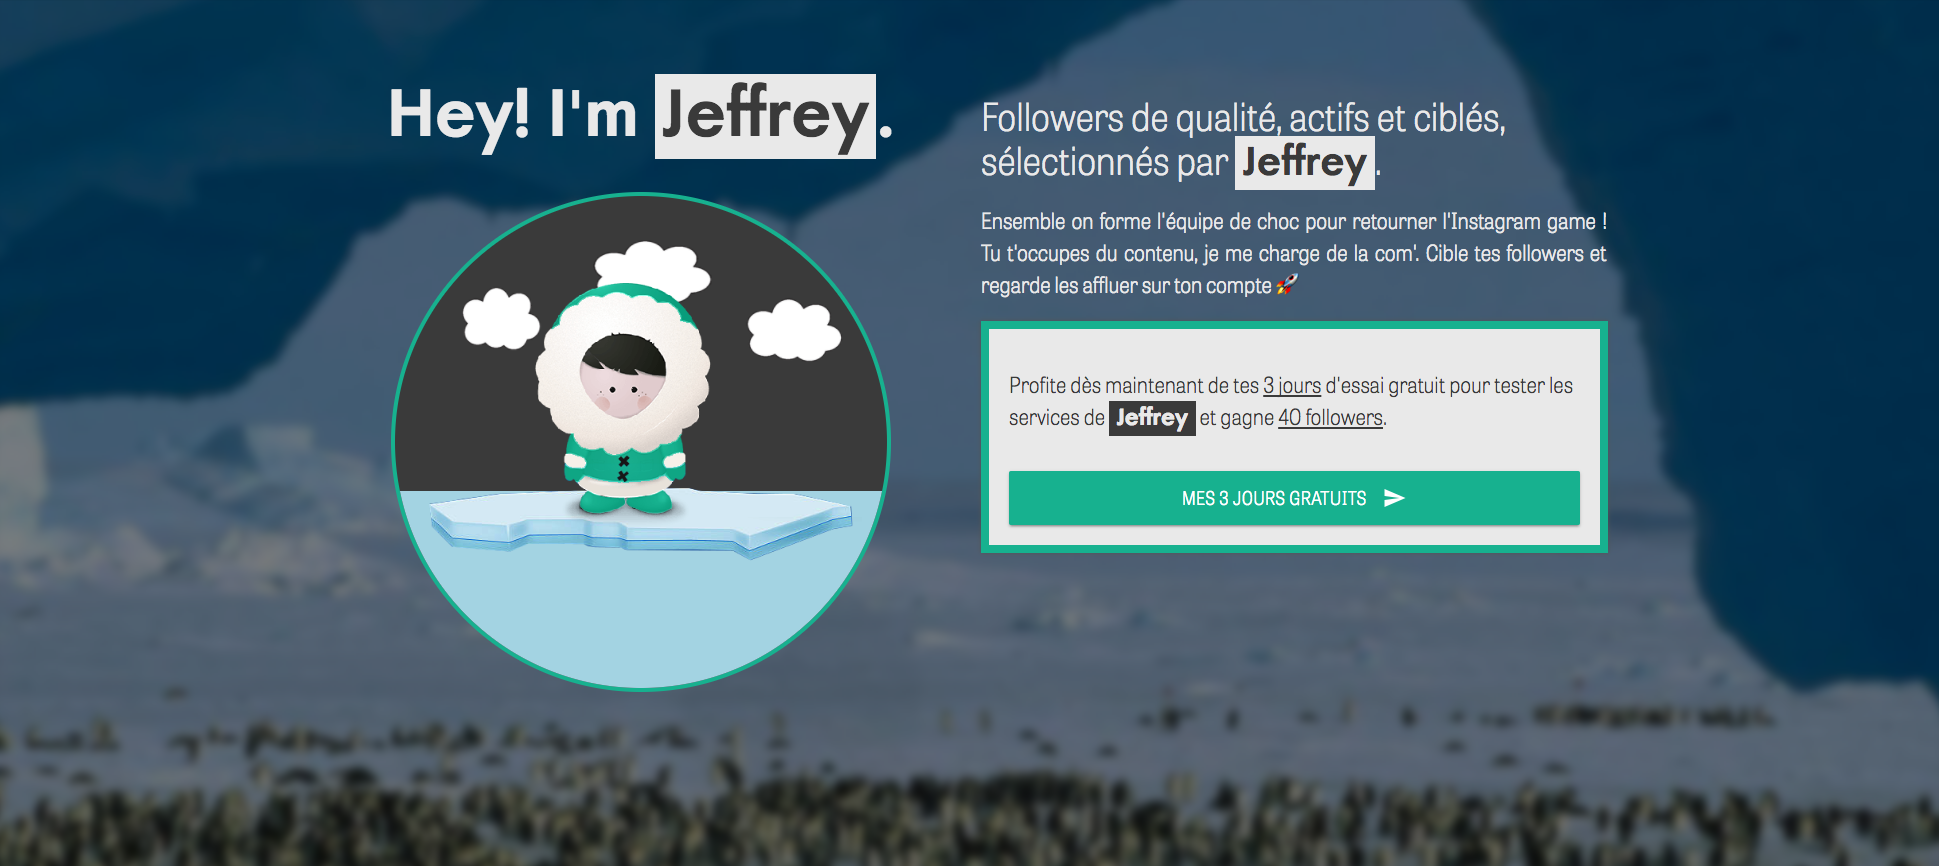 Hey! I'm Jeffrey.
Followers de qualité, actifs et ciblés,
sélectionnés par Jeffrey.
Ensemble on forme l'équipe de choc pour retourner l'Instagram game !
Tu t'occupes du contenu, je me charge de la com'. Cible tes followers et
regarde les affluer sur ton compte 🚀
Profite dès maintenant de tes 3 jours d'essai gratuit pour tester les
services de Jeffrey et gagne 40 followers.
MES 3 JOURS GRATUITS